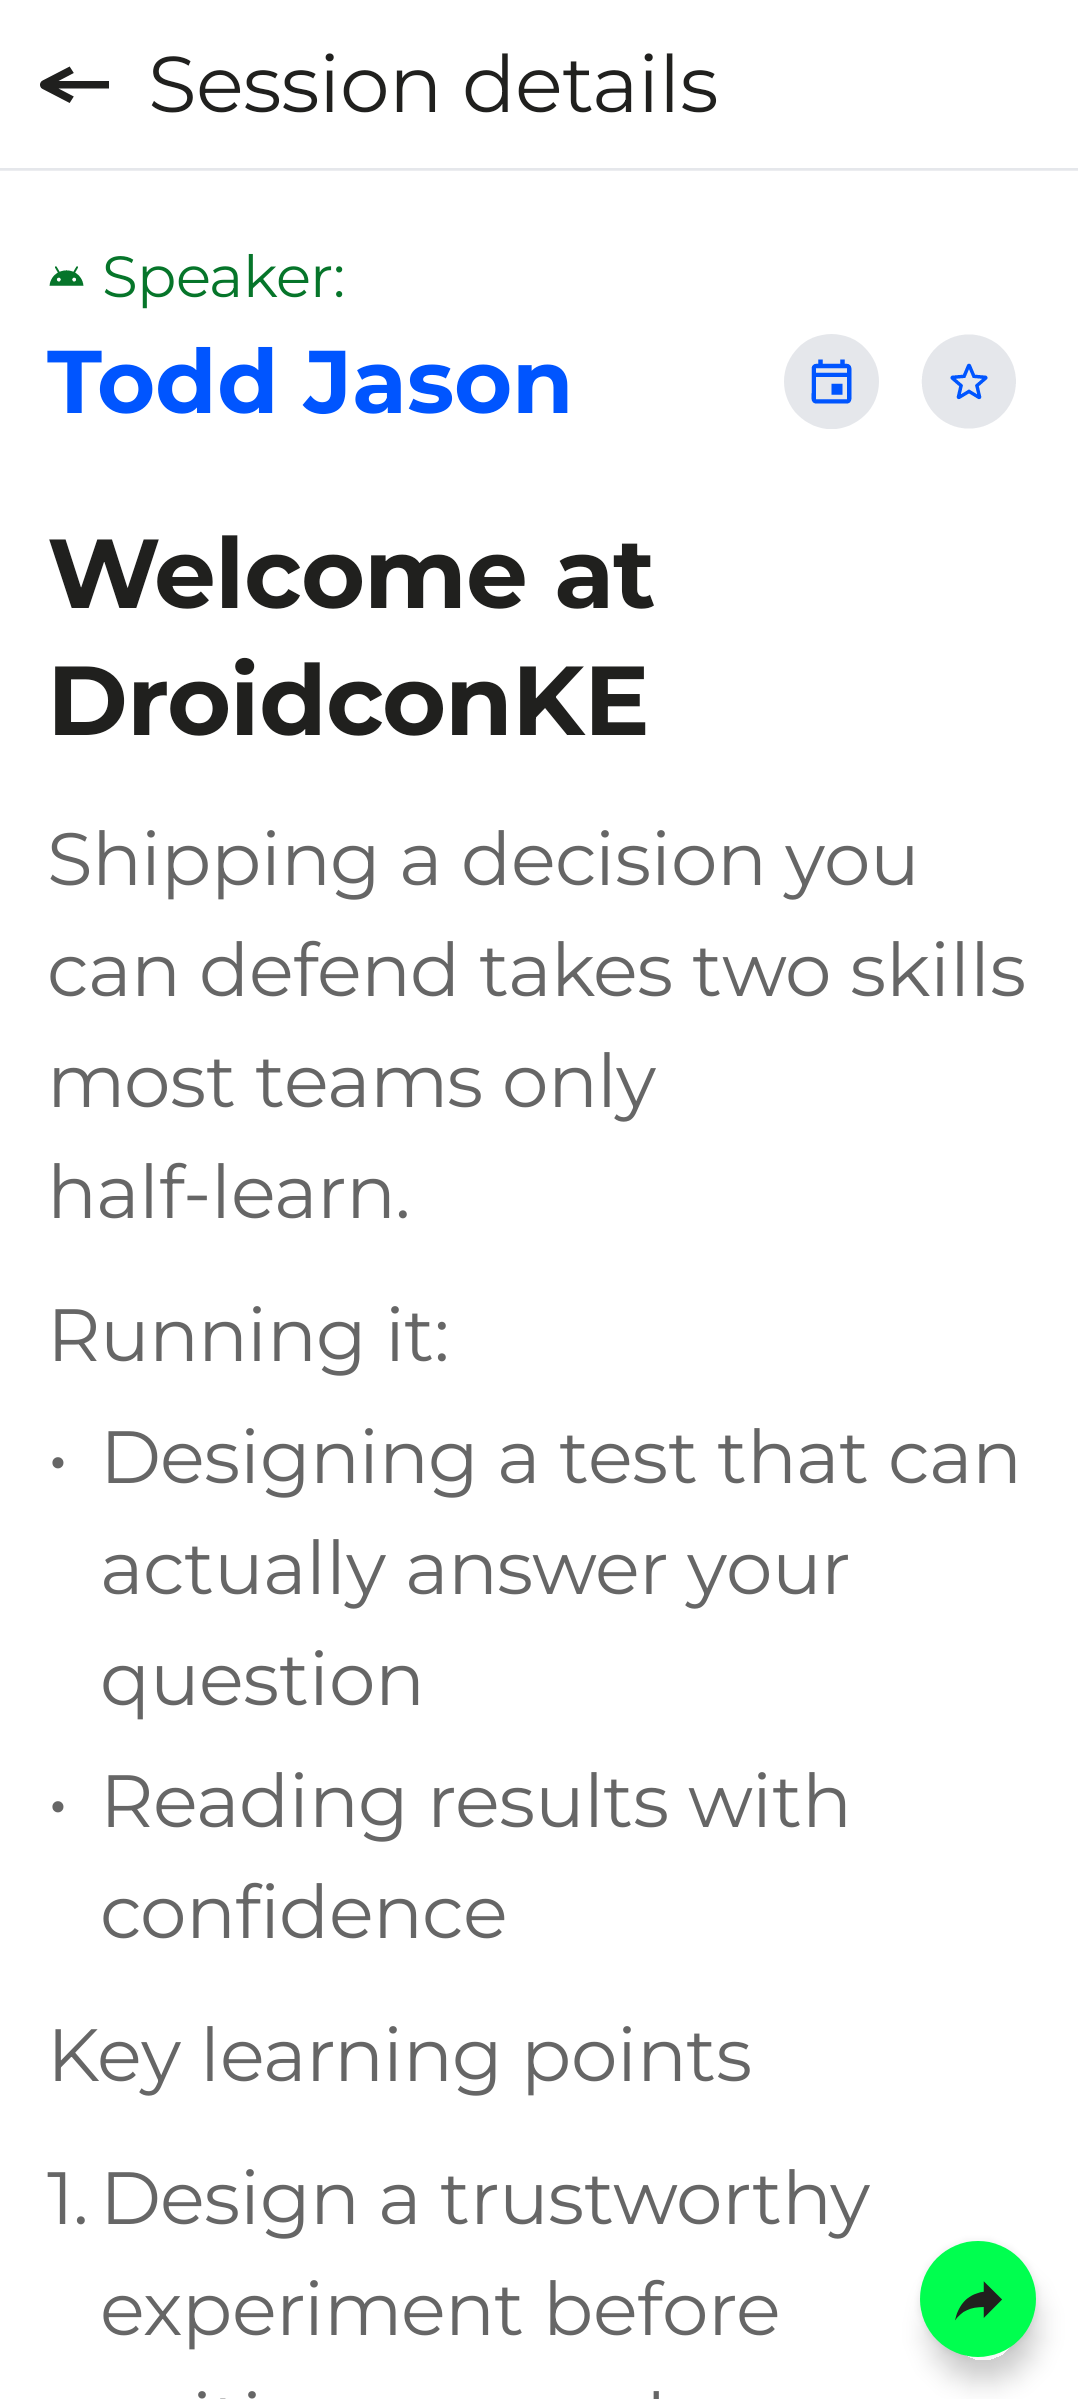 Session details
Speaker:
Todd Jason
Welcome at
DroidconKE
Shipping a decision you
can defend takes two skills
most teams only
half-learn.
Running it:
• Designing a test that can
actually answer your
question
• Reading results with
confidence
Key learning points
1. Design a trustworthy
experiment before